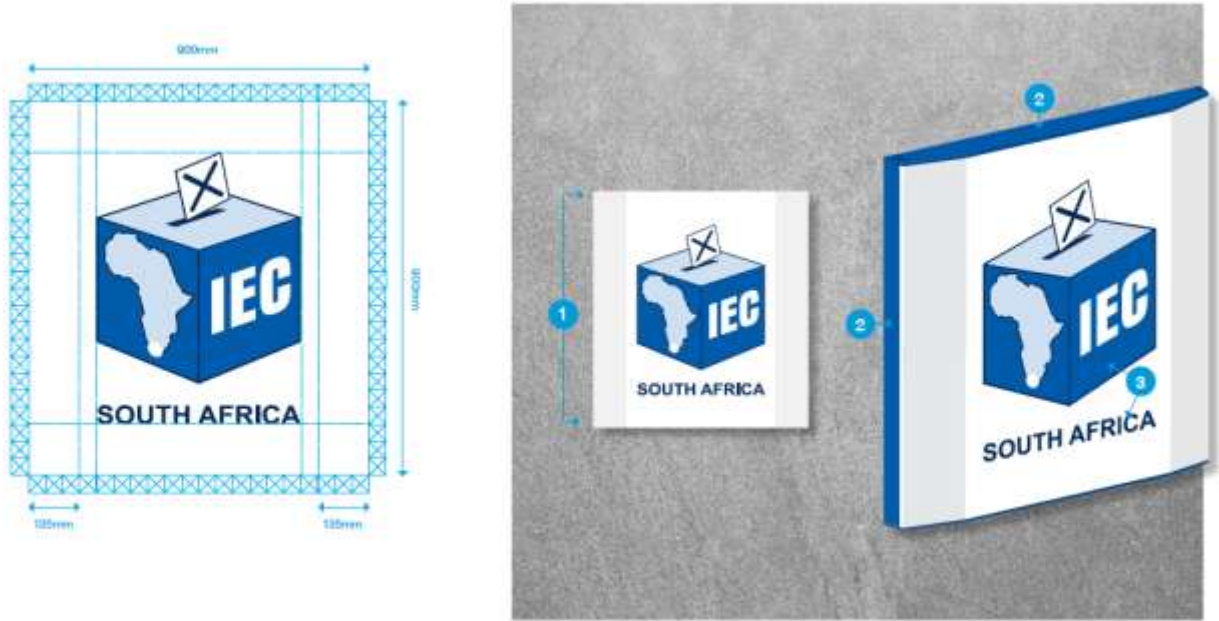 900mm
900mm
IEC
SOUTH AFRICA
135mm
135mm
1
IEC
SOUTH AFRICA
2
2
IEC
3
SOUTH AFRICA